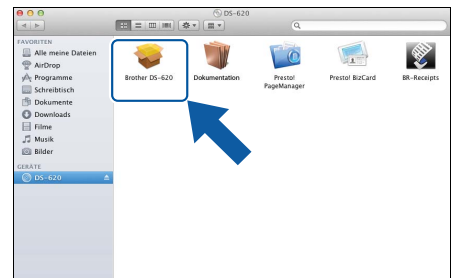 DS-620
FAVORITEN
Alle meine Dateien
AirDrop
Programme
Schreibtisch
Dokumente
Downloads
Filme
Musik
Bilder
GERÄTE
DS-620
Brother DS-620
Dokumentation
Presto!
PageManager
Presto! BizCard
BR-Receipts